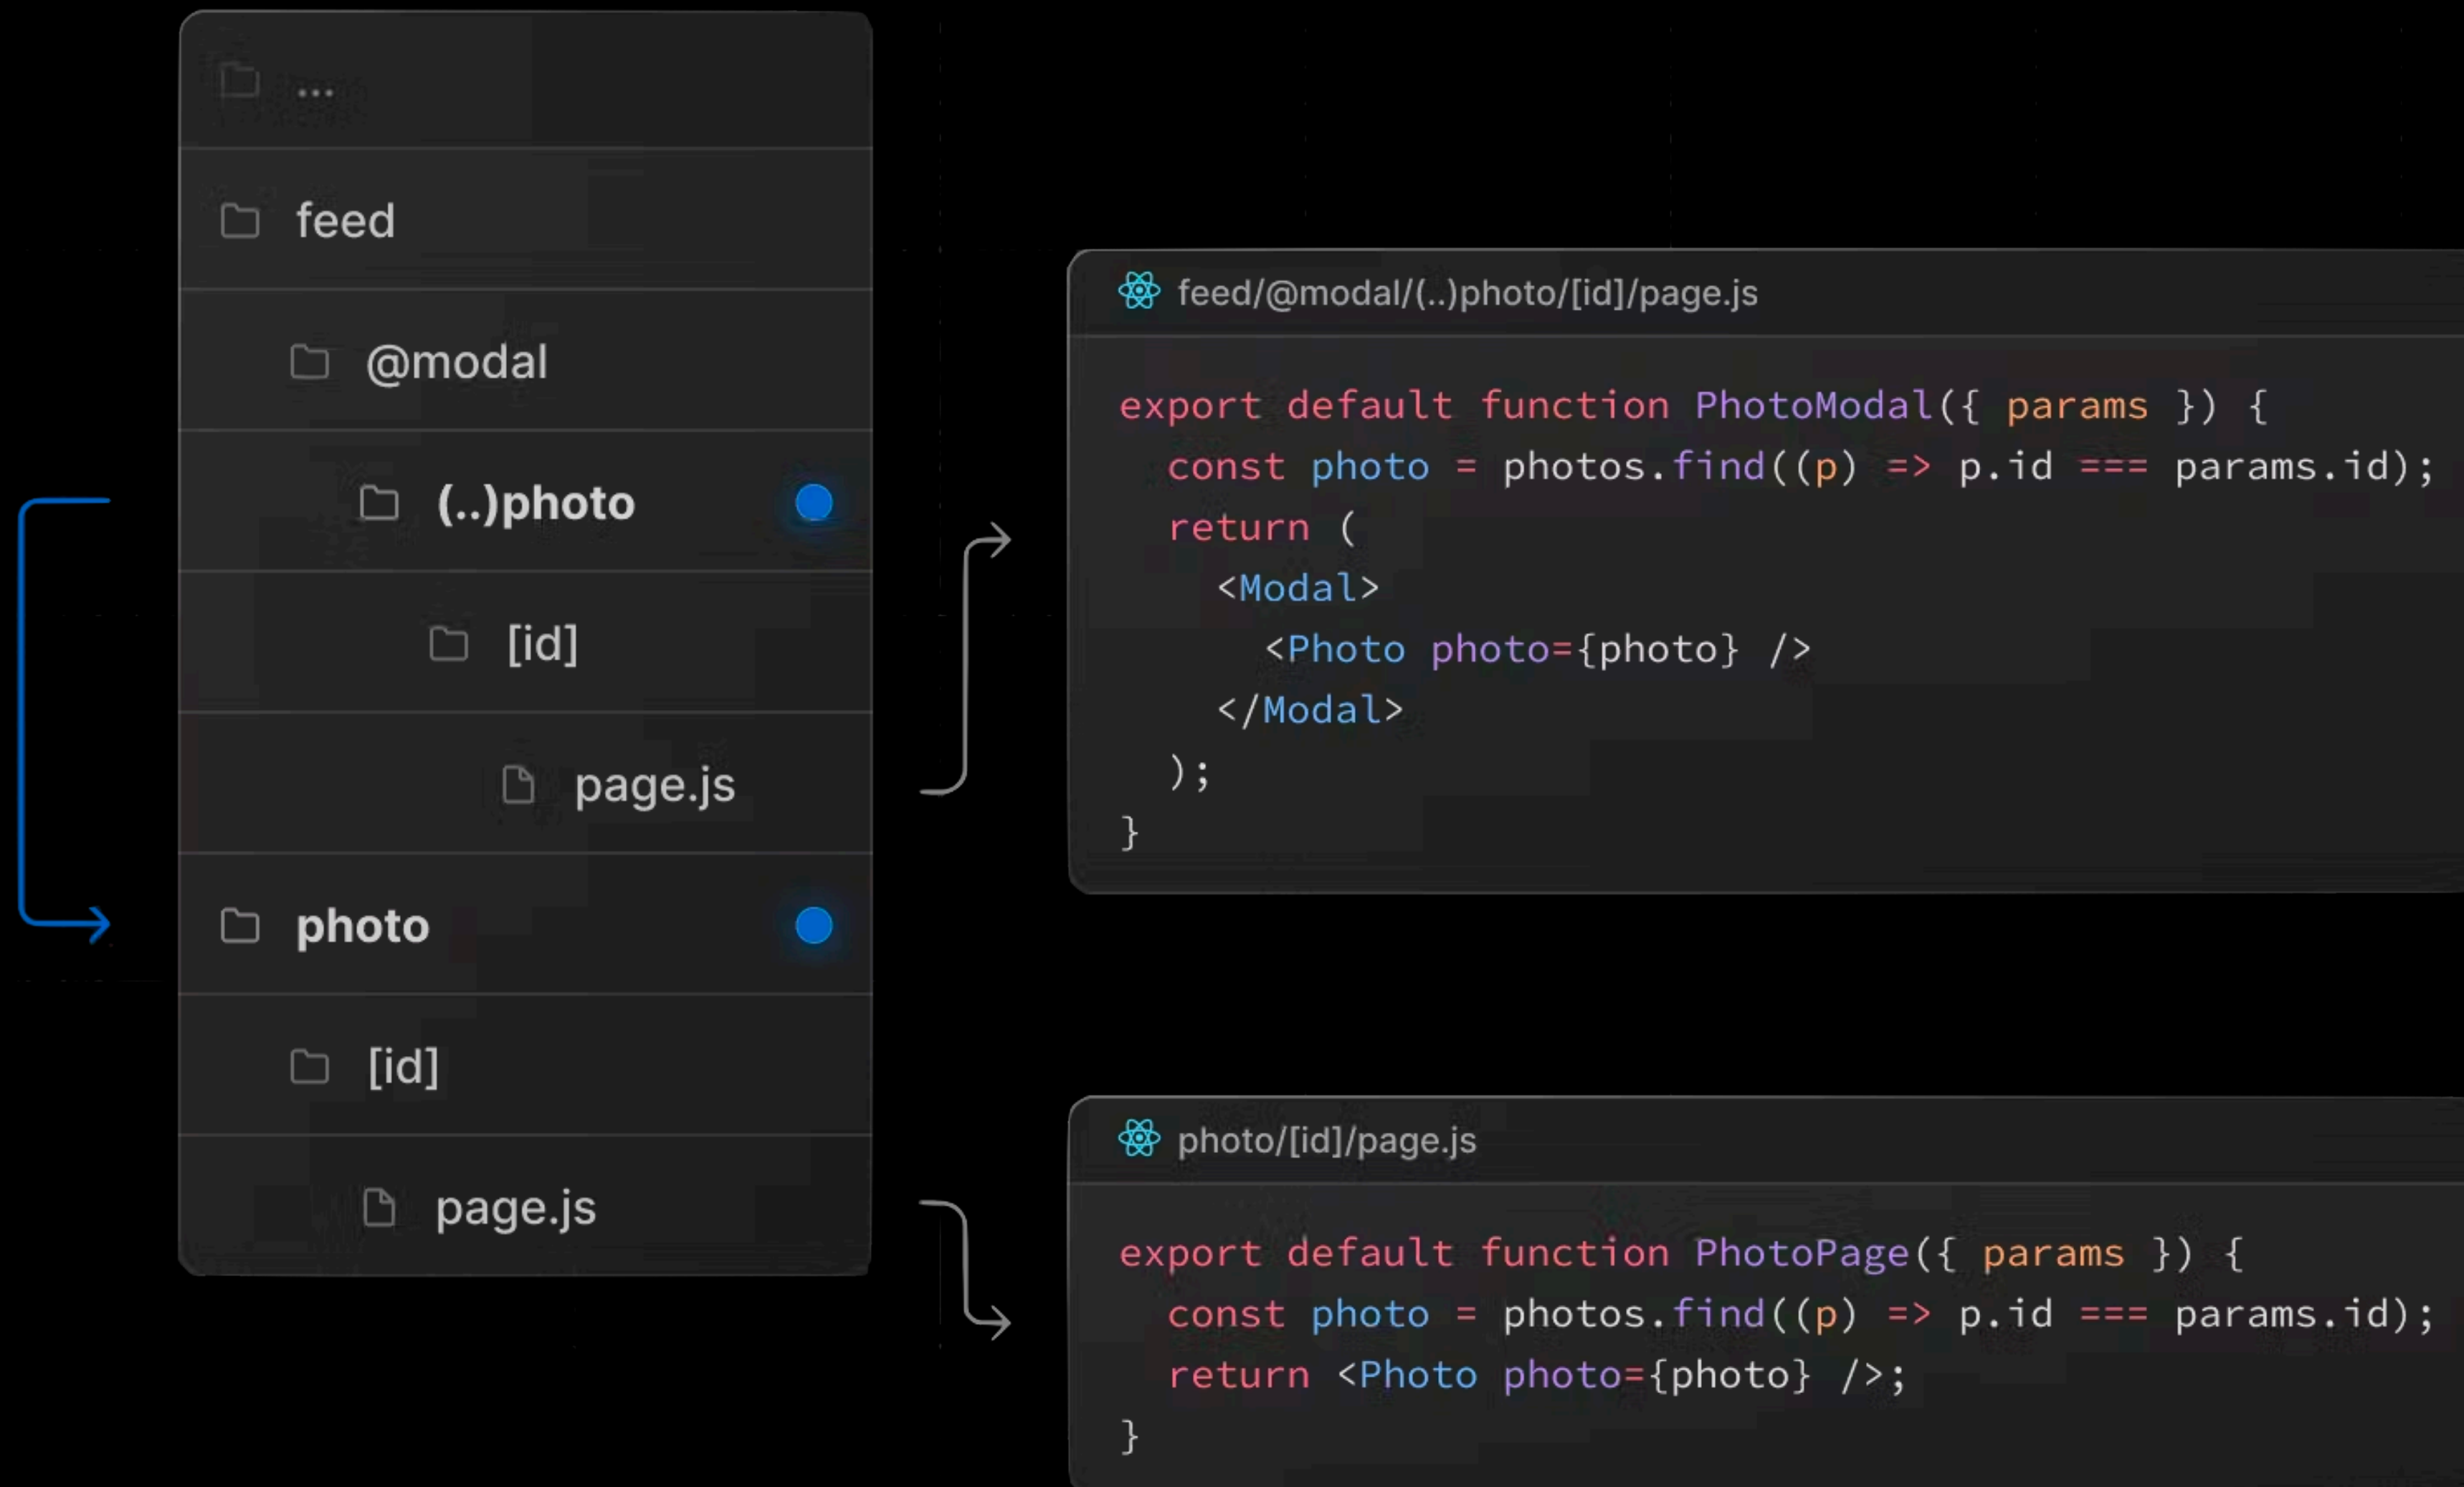 ...
feed
@modal
(..)photo
[id]
page.js
photo
[id]
page.js
feed/@modal/(..)photo/[id]/page.js
export default function PhotoModal({ params }) {
  const photo = photos.find((p) => p.id === params.id);
  return (
    <Modal>
      <Photo photo={photo} />
    </Modal>
  );
}
photo/[id]/page.js
export default function PhotoPage({ params }) {
  const photo = photos.find((p) => p.id === params.id);
  return <Photo photo={photo} />;
}